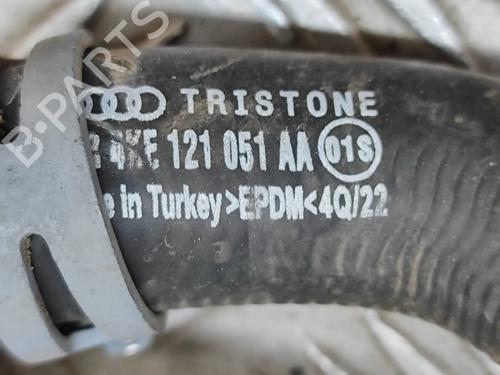 B-PARTS
TRISTONE
4KE 121 051 AA 01S
in Turkey >EPDM< 4Q/22